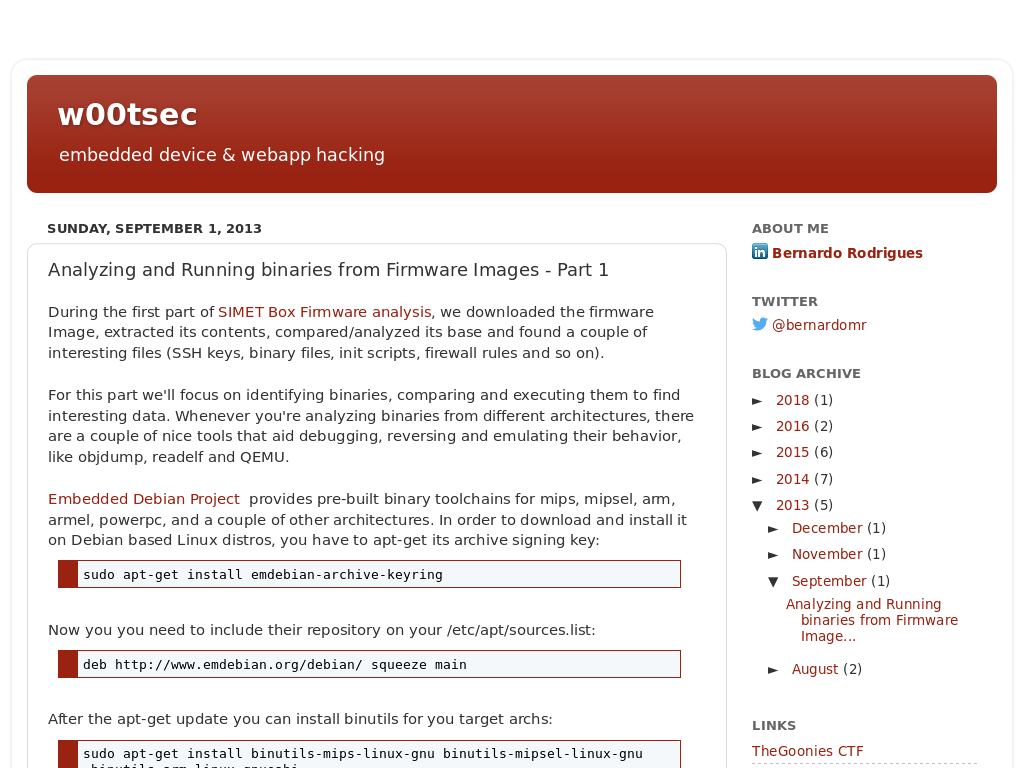 w00tsec
embedded device & webapp hacking
SUNDAY, SEPTEMBER 1, 2013
Analyzing and Running binaries from Firmware Images - Part 1
During the first part of SIMET Box Firmware analysis, we downloaded the firmware
Image, extracted its contents, compared/analyzed its base and found a couple of
interesting files (SSH keys, binary files, init scripts, firewall rules and so on).
For this part we'll focus on identifying binaries, comparing and executing them to find
interesting data. Whenever you're analyzing binaries from different architectures, there
are a couple of nice tools that aid debugging, reversing and emulating their behavior,
like objdump, readelf and QEMU.
Embedded Debian Project  provides pre-built binary toolchains for mips, mipsel, arm,
armel, powerpc, and a couple of other architectures. In order to download and install it
on Debian based Linux distros, you have to apt-get its archive signing key:
sudo apt-get install emdebian-archive-keyring
Now you you need to include their repository on your /etc/apt/sources.list:
deb http://www.emdebian.org/debian/ squeeze main
After the apt-get update you can install binutils for you target archs:
sudo apt-get install binutils-mips-linux-gnu binutils-mipsel-linux-gnu
binutils-arm-linux-gnueabi
ABOUT ME
Bernardo Rodrigues
TWITTER
@bernardomr
BLOG ARCHIVE
► 2018 (1)
► 2016 (2)
► 2015 (6)
► 2014 (7)
▼ 2013 (5)
► December (1)
► November (1)
▼ September (1)
Analyzing and Running
binaries from Firmware
Image...
► August (2)
LINKS
TheGoonies CTF